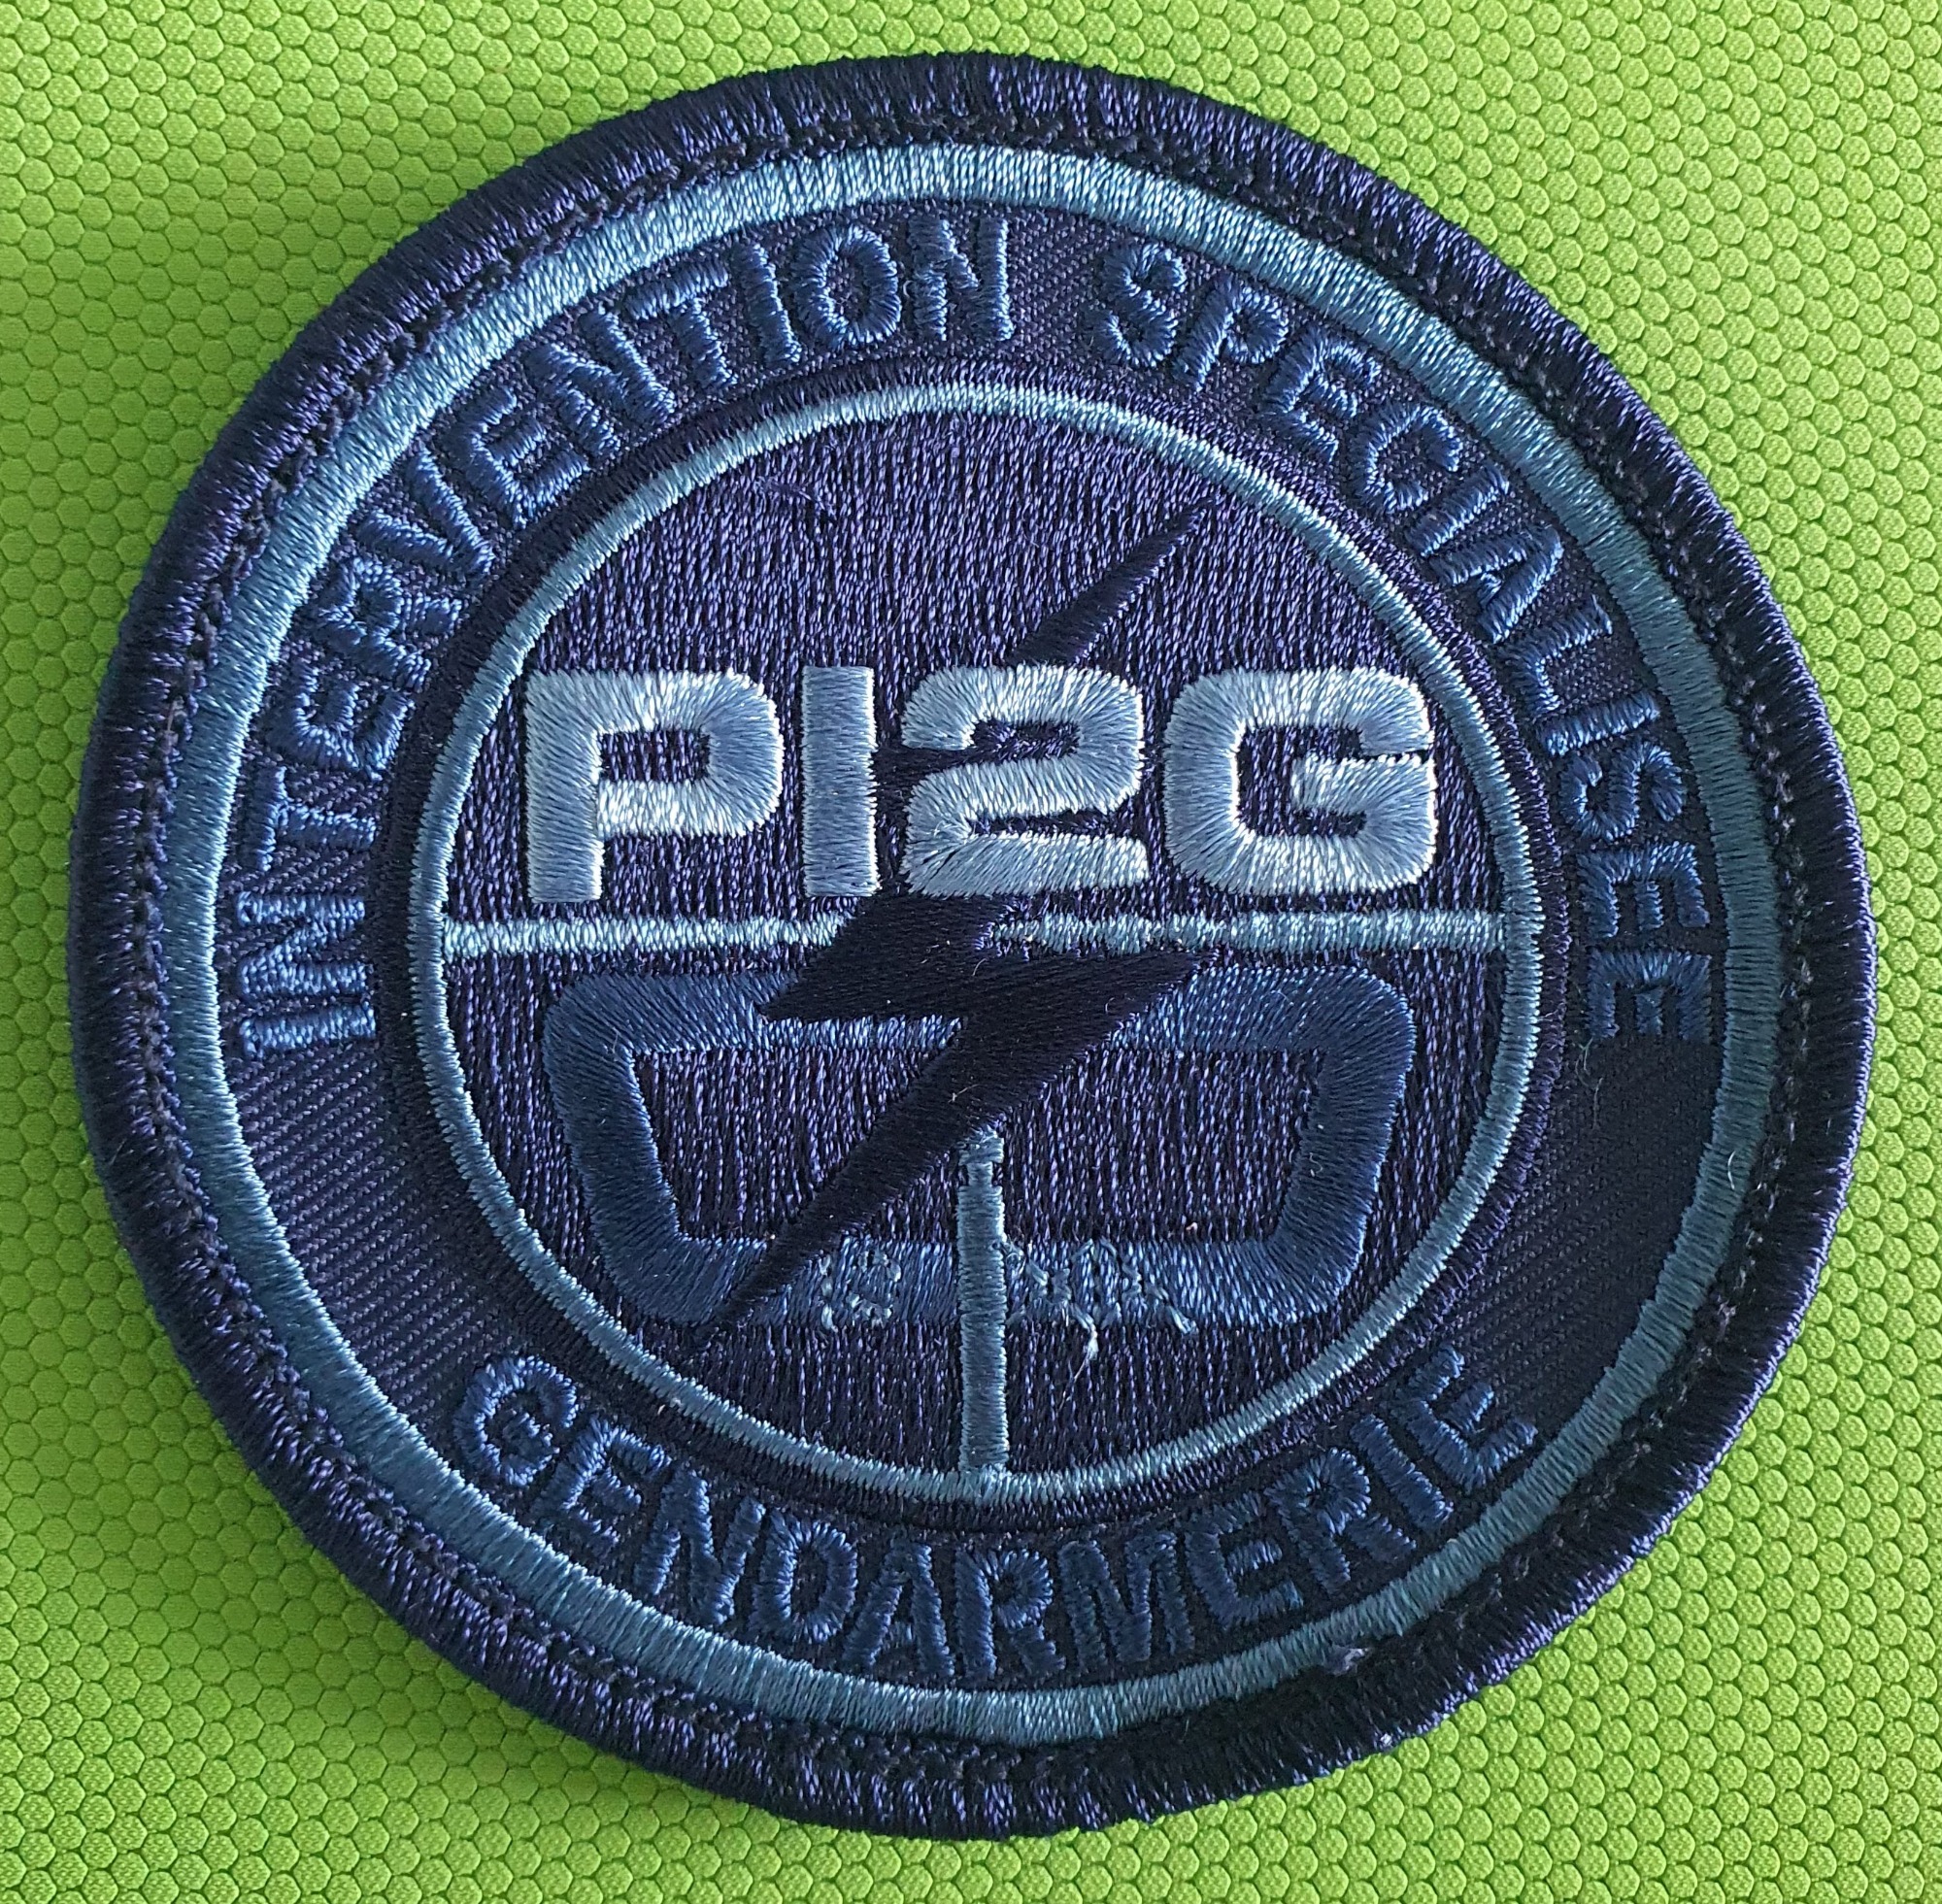 INTERVENTION SPECIALISEE
PI2G
GENDARMERIE